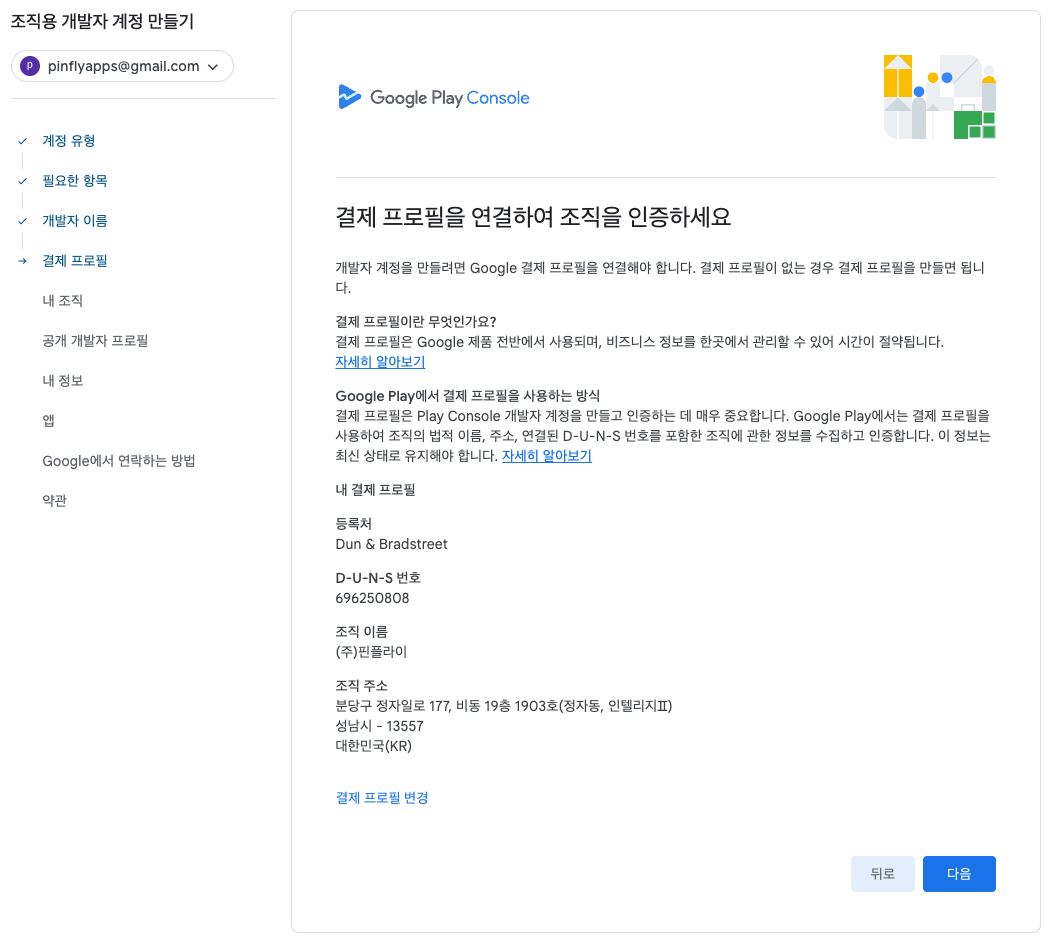 조직용 개발자 계정 만들기
p pinflyapps@gmail.com
계정 유형
필요한 항목
개발자 이름
결제 프로필
내 조직
공개 개발자 프로필
내 정보
앱
Google에서 연락하는 방법
약관
Google Play Console
결제 프로필을 연결하여 조직을 인증하세요
개발자 계정을 만들려면 Google 결제 프로필을 연결해야 합니다. 결제 프로필이 없는 경우 결제 프로필을 만들면 됩니
다.
결제 프로필이란 무엇인가요?
결제 프로필은 Google 제품 전반에서 사용되며, 비즈니스 정보를 한곳에서 관리할 수 있어 시간이 절약됩니다.
자세히 알아보기
Google Play에서 결제 프로필을 사용하는 방식
결제 프로필은 Play Console 개발자 계정을 만들고 인증하는 데 매우 중요합니다. Google Play에서는 결제 프로필을
사용하여 조직의 법적 이름, 주소, 연결된 D-U-N-S 번호를 포함한 조직에 관한 정보를 수집하고 인증합니다. 이 정보는
최신 상태로 유지해야 합니다. 자세히 알아보기
내 결제 프로필
등록처
Dun & Bradstreet
D-U-N-S 번호
696250808
조직 이름
(주)핀플라이
조직 주소
분당구 정자일로 177, 비동 19층 1903호(정자동, 인텔리지Ⅱ)
성남시 - 13557
대한민국(KR)
결제 프로필 변경
뒤로
다음